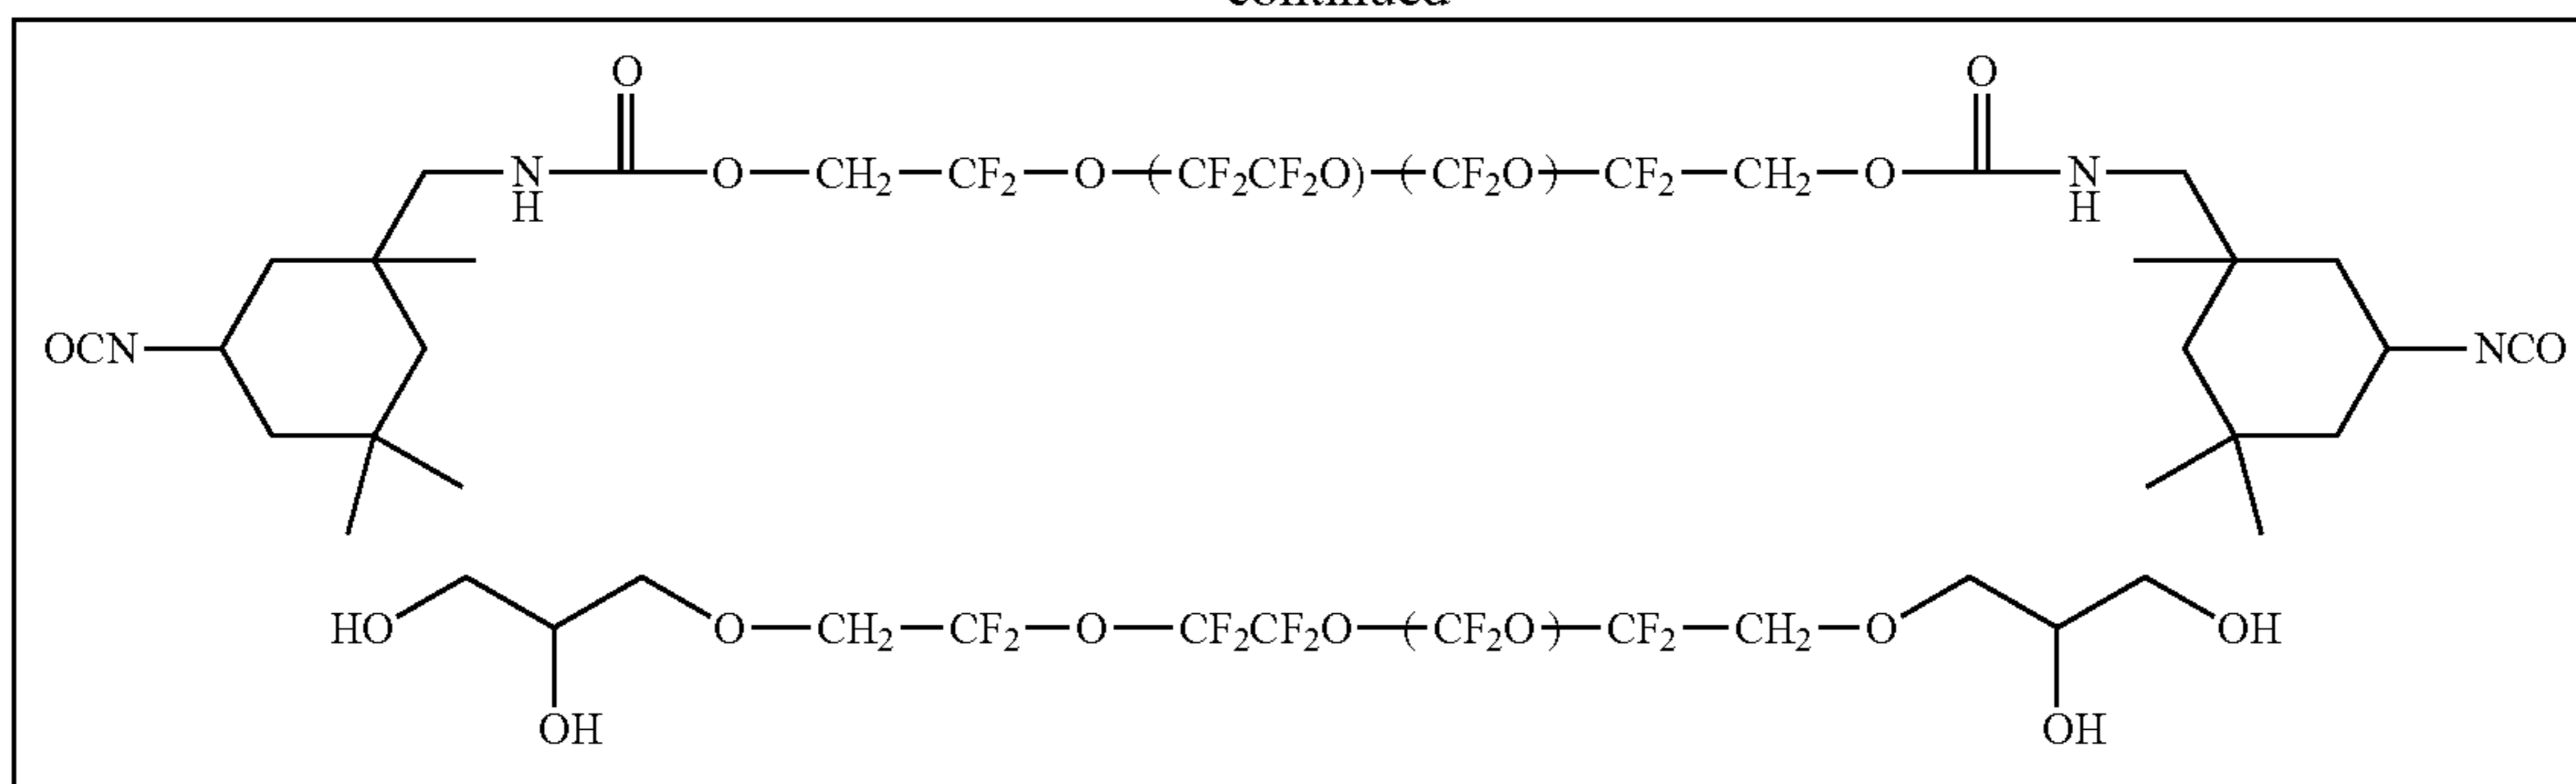 continued
O O
N H O CH2 CF2 O (CF2CF2O) (CF2O) CF2 CH2 O N H
OCN NCO
HO O CH2 CF2 O CF2CF2O (CF2O) CF2 CH2 O OH
OH OH